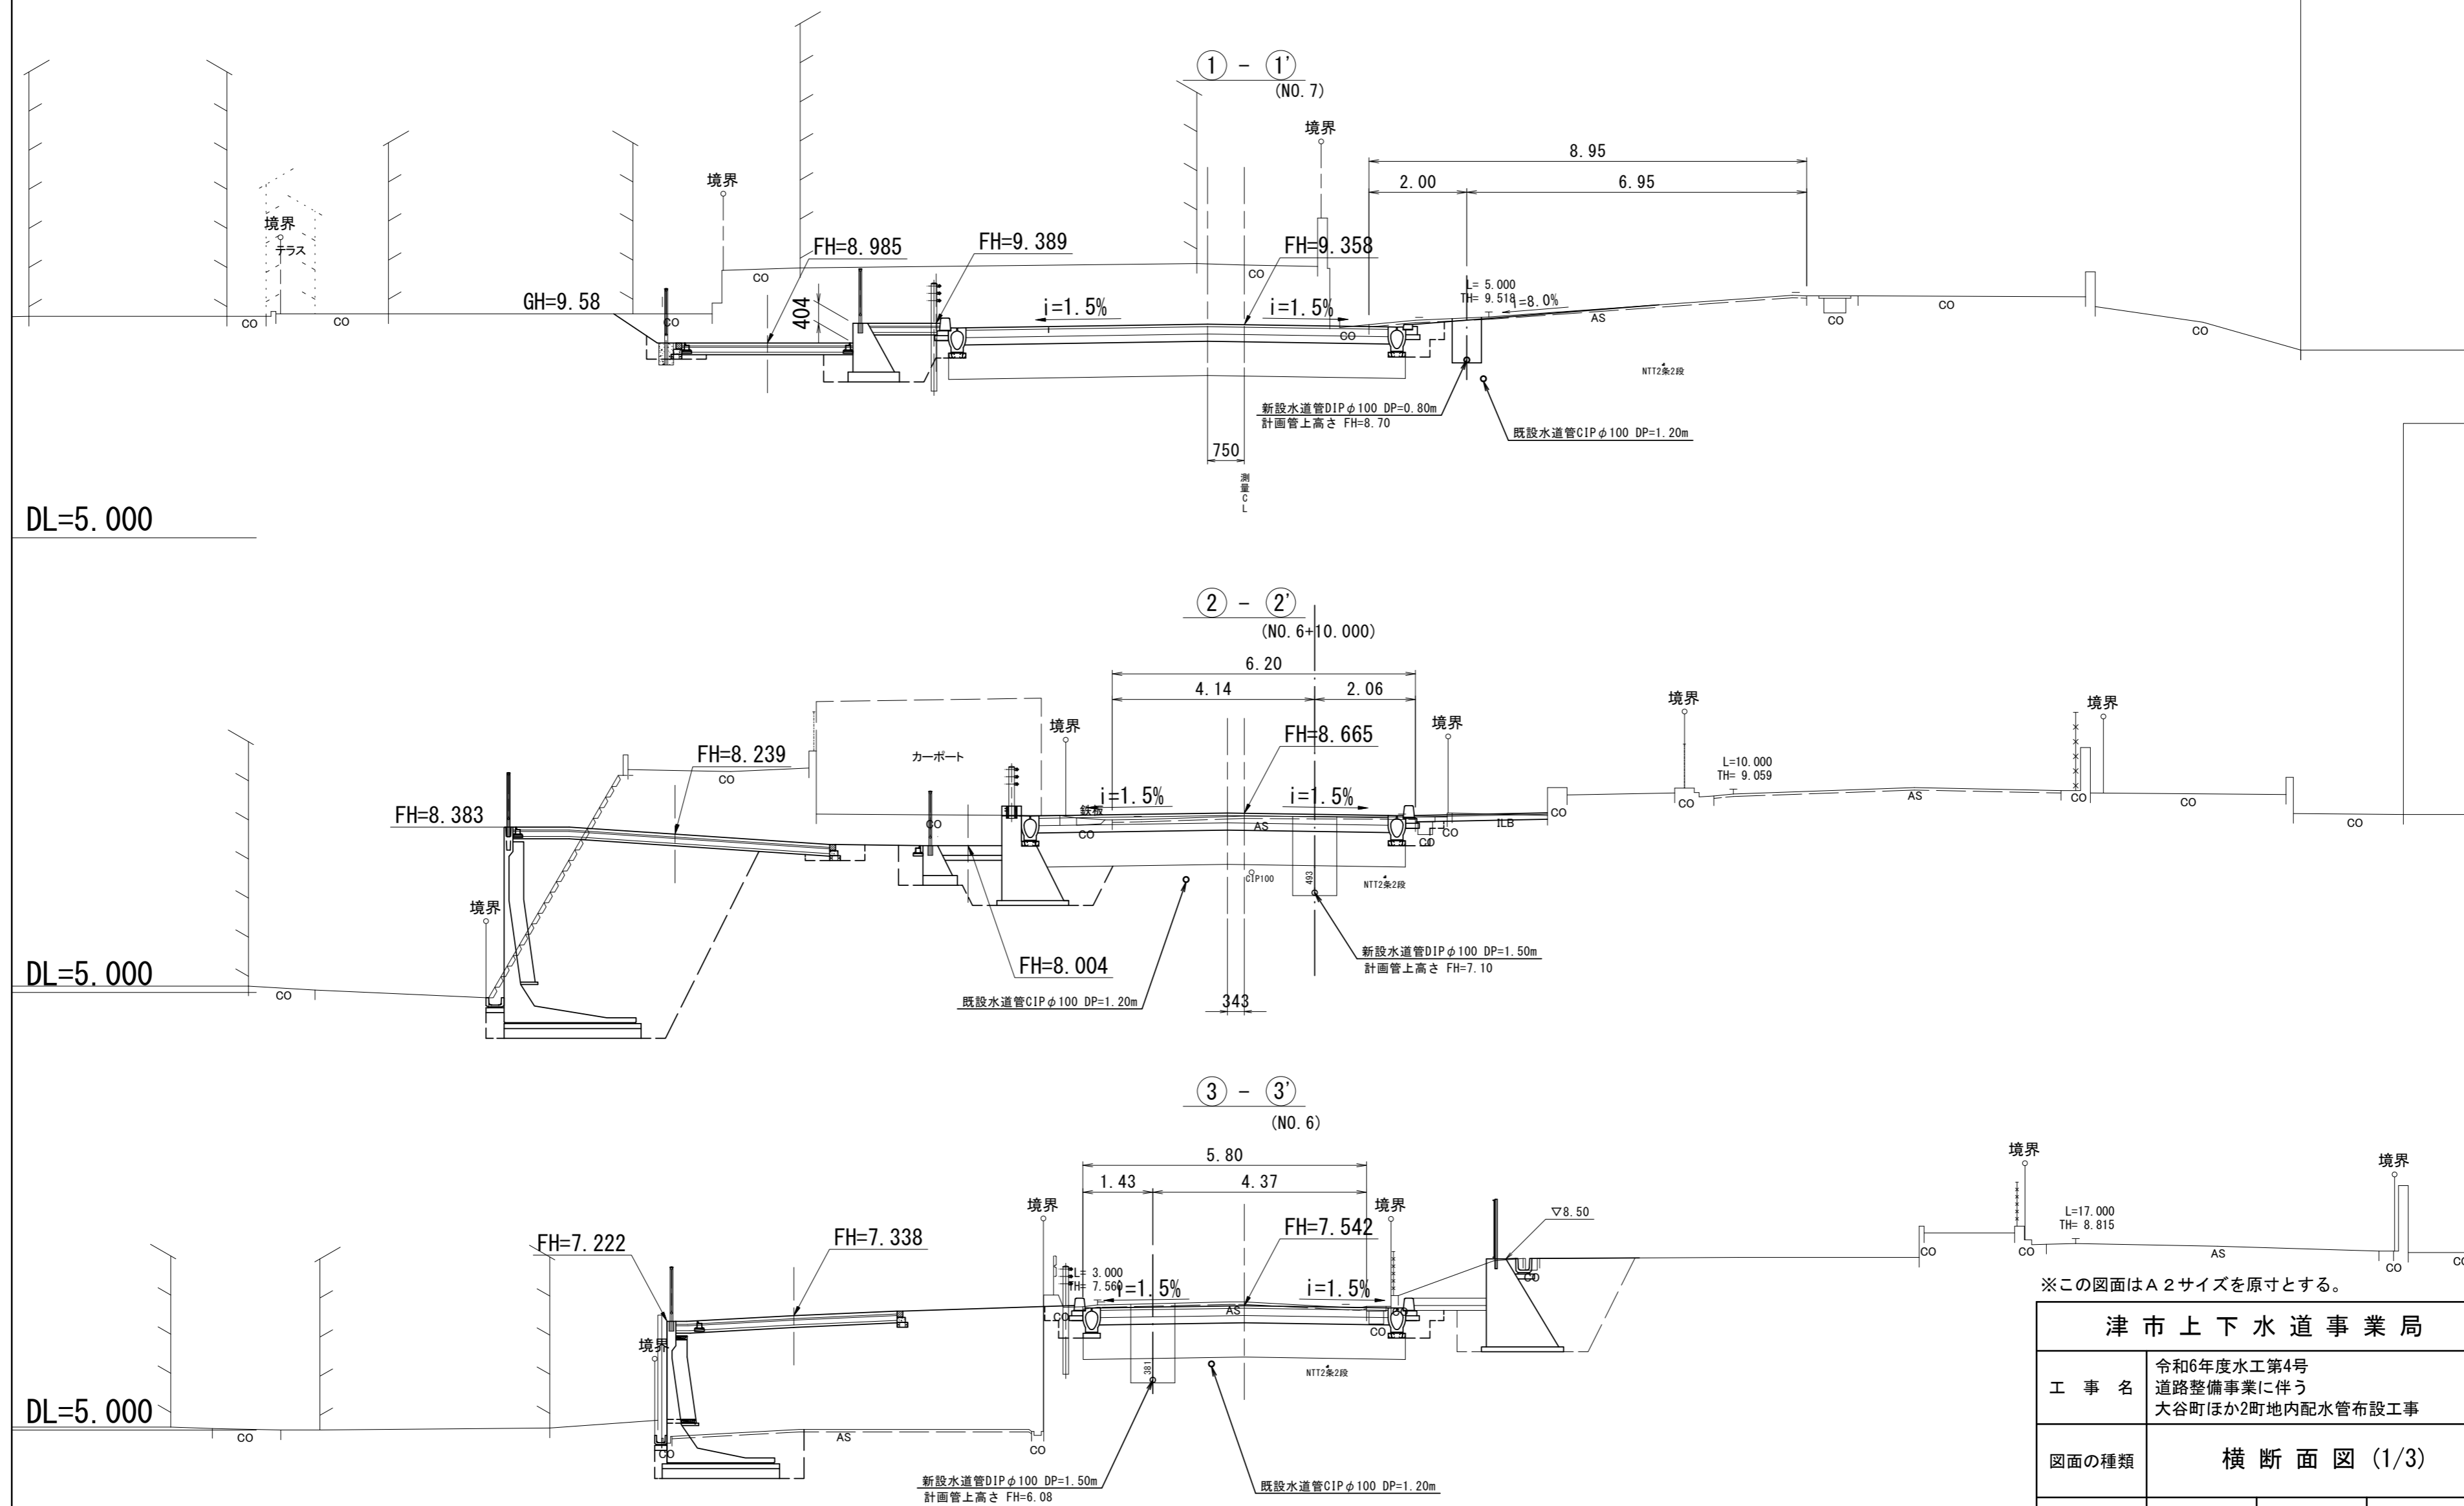 ① - ①'
(NO. 7)
境界
8. 95
2. 00
6. 95
境界
境界
テラス
FH=8. 985
FH=9. 389
FH=9. 358
CO
CO
GH=9. 58
404
i=1. 5%
i=1. 5%
L= 5.000
TH= 9.518
i=8.0%
CO
CO
CO
CO
AS
CO
CO
CO
NTT2条2段
新設水道管DIPφ100 DP=0.80m
計画管上高さ FH=8.70
既設水道管CIPφ100 DP=1.20m
750
測量CL
DL=5. 000
② - ②'
(NO. 6+10. 000)
6. 20
4. 14
2. 06
境界
境界
境界
境界
FH=8. 665
FH=8. 239
カーポート
CO
L=10.000
TH= 9.059
FH=8. 383
i=1. 5%
i=1. 5%
鉄板
CO
CO
AS
CO
CO
ILB
CO
CO
AS
CO
CO
CO
CIP100
493
NTT2条2段
境界
新設水道管DIPφ100 DP=1.50m
計画管上高さ FH=7.10
FH=8. 004
既設水道管CIPφ100 DP=1.20m
343
DL=5. 000
CO
③ - ③'
(NO. 6)
5. 80
1. 43
4. 37
境界
境界
境界
境界
▽8.50
L=17.000
TH= 8.815
FH=7. 222
FH=7. 338
FH=7. 542
L= 3.000
TH= 7.560
i=1. 5%
i=1. 5%
CO
AS
CO
CO
CO
CO
CO
AS
CO
CO
境界
381
NTT2条2段
DL=5. 000
CO
CO
AS
CO
新設水道管DIPφ100 DP=1.50m
計画管上高さ FH=6.08
既設水道管CIPφ100 DP=1.20m
※この図面はA2サイズを原寸とする。
津市上下水道事業局
工事名
令和6年度水工第4号
道路整備事業に伴う
大谷町ほか2町地内配水管布設工事
図面の種類
横断面図 (1/3)